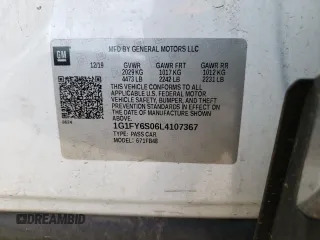 GM
MFD BY GENERAL MOTORS LLC
12/19 GVWR GAWR FRT GAWR RR
2029 KG 1017 KG 1012 KG
4473 LB 2242 LB 2231 LB
THIS VEHICLE CONFORMS TO ALL
APPLICABLE U.S. FEDERAL MOTOR
VEHICLE SAFETY, BUMPER, AND THEFT
PREVENTION STANDARDS IN EFFECT ON
THE DATE OF MANUFACTURE SHOWN
ABOVE.
1G1FY6S06L4107367
TYPE: PASS CAR
MODEL: 671FB48